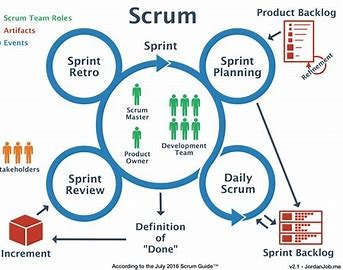 Scrum
Scrum Team Roles
Artifacts
Events
Product Backlog
Sprint
Sprint
Retro
Sprint
Planning
Refinement
Scrum
Master
Product
Owner
Development
Team
takeholders
Sprint
Review
Daily
Scrum
Definition
of
"Done"
Increment
Sprint Backlog
According to the July 2016 Scrum Guide™
v2.1 - JordanJob.me